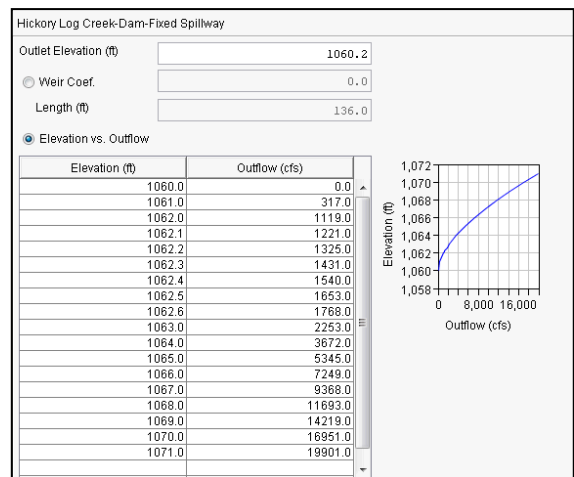 Hickory Log Creek-Dam-Fixed Spillway
Outlet Elevation (ft) 1060.2
Weir Coef. 0.0
Length (ft) 136.0
Elevation vs. Outflow
Elevation (ft) Outflow (cfs)
1060.0 0.0
1061.0 317.0
1062.0 1119.0
1062.1 1221.0
1062.2 1325.0
1062.3 1431.0
1062.4 1540.0
1062.5 1653.0
1062.6 1768.0
1063.0 2253.0
1064.0 3672.0
1065.0 5345.0
1066.0 7249.0
1067.0 9368.0
1068.0 11693.0
1069.0 14219.0
1070.0 16951.0
1071.0 19901.0
Elevation (ft)
1,072
1,070
1,068
1,066
1,064
1,062
1,060
1,058
0 8,000 16,000
Outflow (cfs)